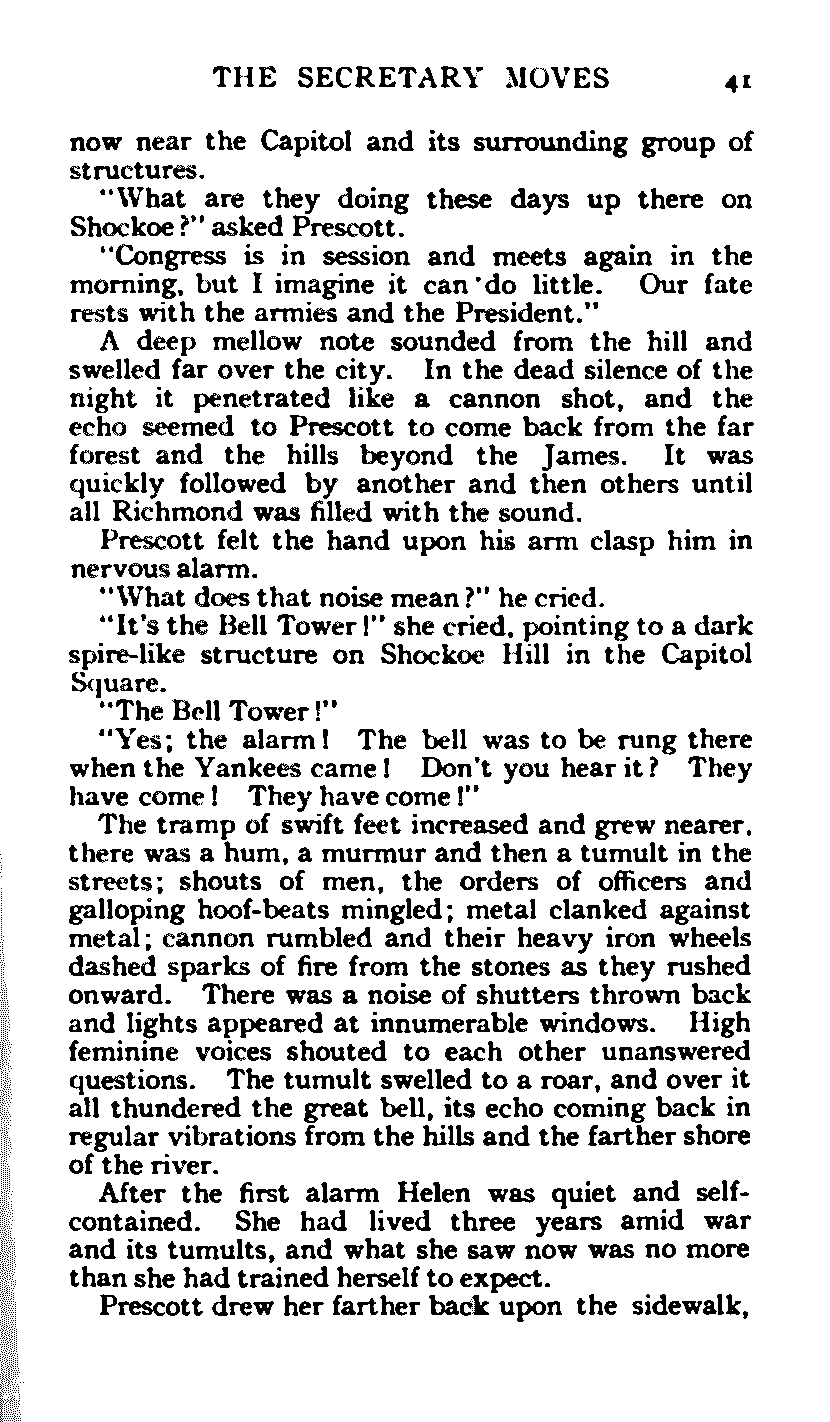 THE SECRETARY MOVES 41
now near the Capitol and its surrounding group of
structures.
"What are they doing these days up there on
Shockoe?" asked Prescott.
"Congress is in session and meets again in the
morning, but I imagine it can do little. Our fate
rests with the armies and the President."
A deep mellow note sounded from the hill and
swelled far over the city. In the dead silence of the
night it penetrated like a cannon shot, and the
echo seemed to Prescott to come back from the far
forest and the hills beyond the James. It was
quickly followed by another and then others until
all Richmond was filled with the sound.
Prescott felt the hand upon his arm clasp him in
nervous alarm.
"What does that noise mean?" he cried.
"It's the Bell Tower!" she cried, pointing to a dark
spire-like structure on Shockoe Hill in the Capitol
Square.
"The Bell Tower!"
"Yes; the alarm! The bell was to be rung there
when the Yankees came! Don't you hear it? They
have come! They have come!"
The tramp of swift feet increased and grew nearer,
there was a hum, a murmur and then a tumult in the
streets; shouts of men, the orders of officers and
galloping hoof-beats mingled; metal clanked against
metal; cannon rumbled and their heavy iron wheels
dashed sparks of fire from the stones as they rushed
onward. There was a noise of shutters thrown back
and lights appeared at innumerable windows. High
feminine voices shouted to each other unanswered
questions. The tumult swelled to a roar, and over it
all thundered the great bell, its echo coming back in
regular vibrations from the hills and the farther shore
of the river.
After the first alarm Helen was quiet and self-
contained. She had lived three years amid war
and its tumults, and what she saw now was no more
than she had trained herself to expect.
Prescott drew her farther back upon the sidewalk,